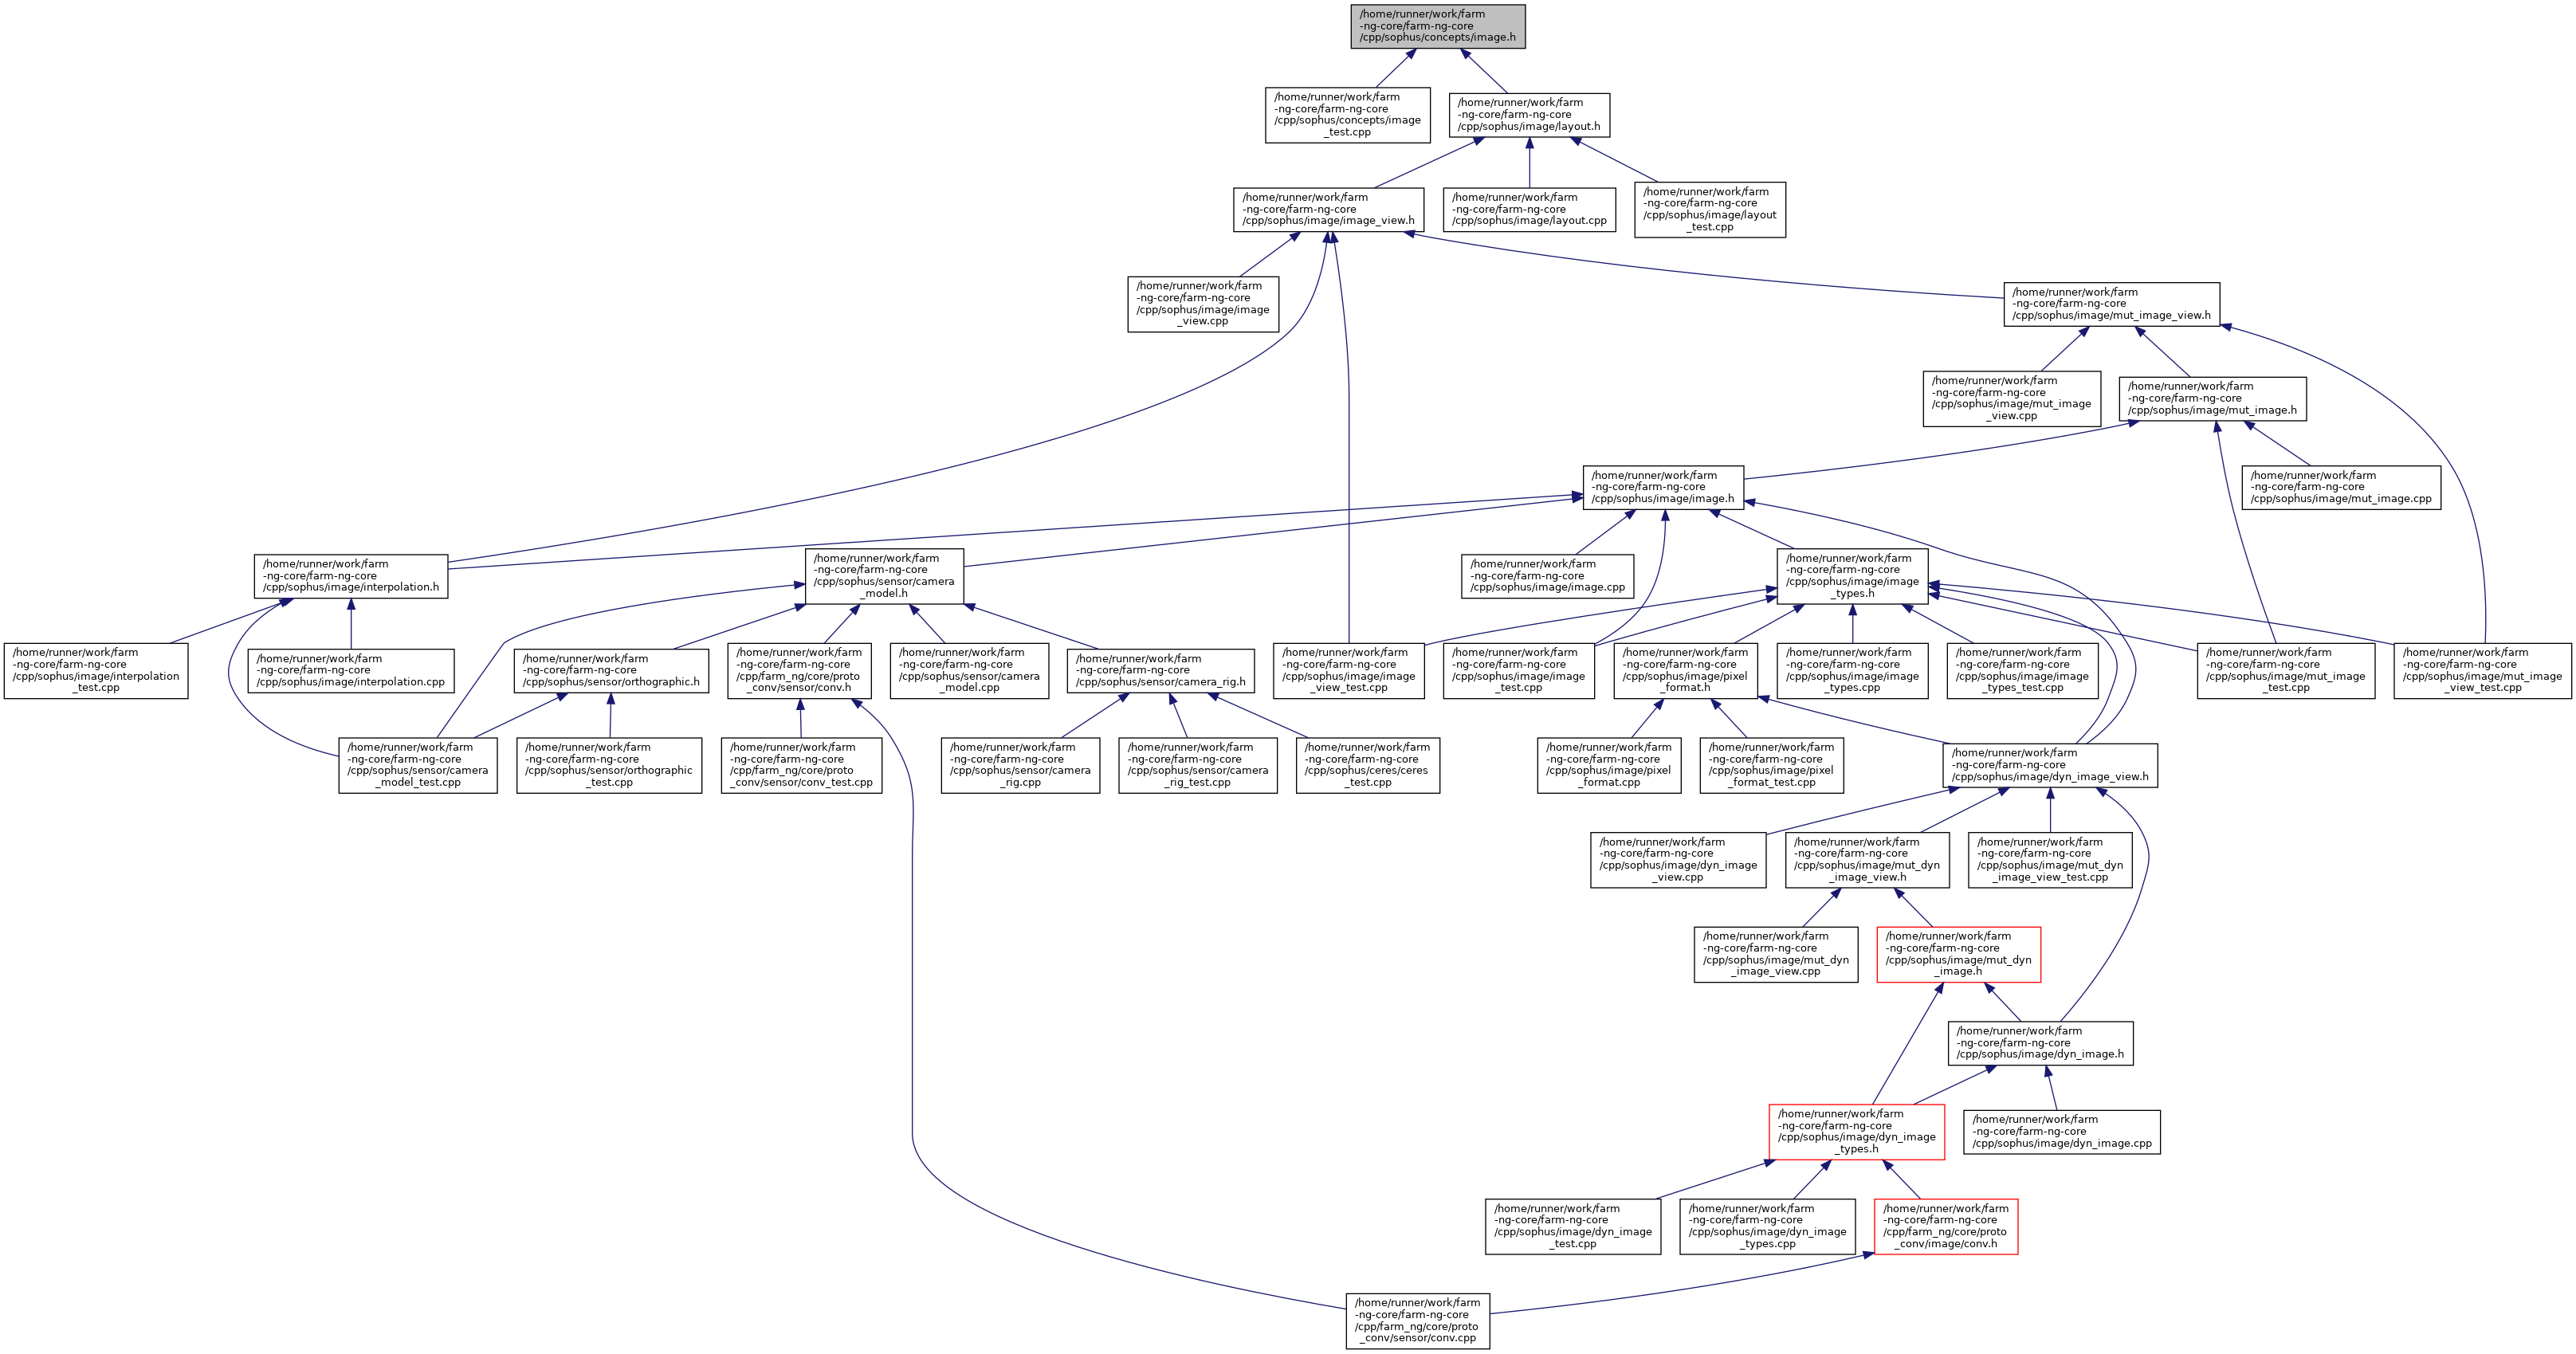 /home/runner/work/farm
-ng-core/farm-ng-core
/cpp/sophus/concepts/image.h
/home/runner/work/farm
-ng-core/farm-ng-core
/cpp/sophus/concepts/image
_test.cpp
/home/runner/work/farm
-ng-core/farm-ng-core
/cpp/sophus/image/layout.h
/home/runner/work/farm
-ng-core/farm-ng-core
/cpp/sophus/image/image_view.h
/home/runner/work/farm
-ng-core/farm-ng-core
/cpp/sophus/image/layout.cpp
/home/runner/work/farm
-ng-core/farm-ng-core
/cpp/sophus/image/layout
_test.cpp
/home/runner/work/farm
-ng-core/farm-ng-core
/cpp/sophus/image/image
_view.cpp
/home/runner/work/farm
-ng-core/farm-ng-core
/cpp/sophus/image/mut_image_view.h
/home/runner/work/farm
-ng-core/farm-ng-core
/cpp/sophus/image/mut_image
_view.cpp
/home/runner/work/farm
-ng-core/farm-ng-core
/cpp/sophus/image/mut_image.h
/home/runner/work/farm
-ng-core/farm-ng-core
/cpp/sophus/image/image.h
/home/runner/work/farm
-ng-core/farm-ng-core
/cpp/sophus/image/mut_image.cpp
/home/runner/work/farm
-ng-core/farm-ng-core
/cpp/sophus/image/interpolation.h
/home/runner/work/farm
-ng-core/farm-ng-core
/cpp/sophus/sensor/camera
_model.h
/home/runner/work/farm
-ng-core/farm-ng-core
/cpp/sophus/image/image.cpp
/home/runner/work/farm
-ng-core/farm-ng-core
/cpp/sophus/image/image
_types.h
/home/runner/work/farm
-ng-core/farm-ng-core
/cpp/sophus/image/interpolation
_test.cpp
/home/runner/work/farm
-ng-core/farm-ng-core
/cpp/sophus/image/interpolation.cpp
/home/runner/work/farm
-ng-core/farm-ng-core
/cpp/sophus/sensor/orthographic.h
/home/runner/work/farm
-ng-core/farm-ng-core
/cpp/farm_ng/core/proto
_conv/sensor/conv.h
/home/runner/work/farm
-ng-core/farm-ng-core
/cpp/sophus/sensor/camera
_model.cpp
/home/runner/work/farm
-ng-core/farm-ng-core
/cpp/sophus/sensor/camera_rig.h
/home/runner/work/farm
-ng-core/farm-ng-core
/cpp/sophus/image/image
_view_test.cpp
/home/runner/work/farm
-ng-core/farm-ng-core
/cpp/sophus/image/image
_test.cpp
/home/runner/work/farm
-ng-core/farm-ng-core
/cpp/sophus/image/pixel
_format.h
/home/runner/work/farm
-ng-core/farm-ng-core
/cpp/sophus/image/image
_types.cpp
/home/runner/work/farm
-ng-core/farm-ng-core
/cpp/sophus/image/image
_types_test.cpp
/home/runner/work/farm
-ng-core/farm-ng-core
/cpp/sophus/image/mut_image
_test.cpp
/home/runner/work/farm
-ng-core/farm-ng-core
/cpp/sophus/image/mut_image
_view_test.cpp
/home/runner/work/farm
-ng-core/farm-ng-core
/cpp/sophus/sensor/camera
_model_test.cpp
/home/runner/work/farm
-ng-core/farm-ng-core
/cpp/sophus/sensor/orthographic
_test.cpp
/home/runner/work/farm
-ng-core/farm-ng-core
/cpp/farm_ng/core/proto
_conv/sensor/conv_test.cpp
/home/runner/work/farm
-ng-core/farm-ng-core
/cpp/sophus/sensor/camera
_rig.cpp
/home/runner/work/farm
-ng-core/farm-ng-core
/cpp/sophus/sensor/camera
_rig_test.cpp
/home/runner/work/farm
-ng-core/farm-ng-core
/cpp/sophus/ceres/ceres
_test.cpp
/home/runner/work/farm
-ng-core/farm-ng-core
/cpp/sophus/image/pixel
_format.cpp
/home/runner/work/farm
-ng-core/farm-ng-core
/cpp/sophus/image/pixel
_format_test.cpp
/home/runner/work/farm
-ng-core/farm-ng-core
/cpp/sophus/image/dyn_image_view.h
/home/runner/work/farm
-ng-core/farm-ng-core
/cpp/sophus/image/dyn_image
_view.cpp
/home/runner/work/farm
-ng-core/farm-ng-core
/cpp/sophus/image/mut_dyn
_image_view.h
/home/runner/work/farm
-ng-core/farm-ng-core
/cpp/sophus/image/mut_dyn
_image_view_test.cpp
/home/runner/work/farm
-ng-core/farm-ng-core
/cpp/sophus/image/mut_dyn
_image_view.cpp
/home/runner/work/farm
-ng-core/farm-ng-core
/cpp/sophus/image/mut_dyn
_image.h
/home/runner/work/farm
-ng-core/farm-ng-core
/cpp/sophus/image/dyn_image.h
/home/runner/work/farm
-ng-core/farm-ng-core
/cpp/sophus/image/dyn_image
_types.h
/home/runner/work/farm
-ng-core/farm-ng-core
/cpp/sophus/image/dyn_image.cpp
/home/runner/work/farm
-ng-core/farm-ng-core
/cpp/sophus/image/dyn_image
_test.cpp
/home/runner/work/farm
-ng-core/farm-ng-core
/cpp/sophus/image/dyn_image
_types.cpp
/home/runner/work/farm
-ng-core/farm-ng-core
/cpp/farm_ng/core/proto
_conv/image/conv.h
/home/runner/work/farm
-ng-core/farm-ng-core
/cpp/farm_ng/core/proto
_conv/sensor/conv.cpp